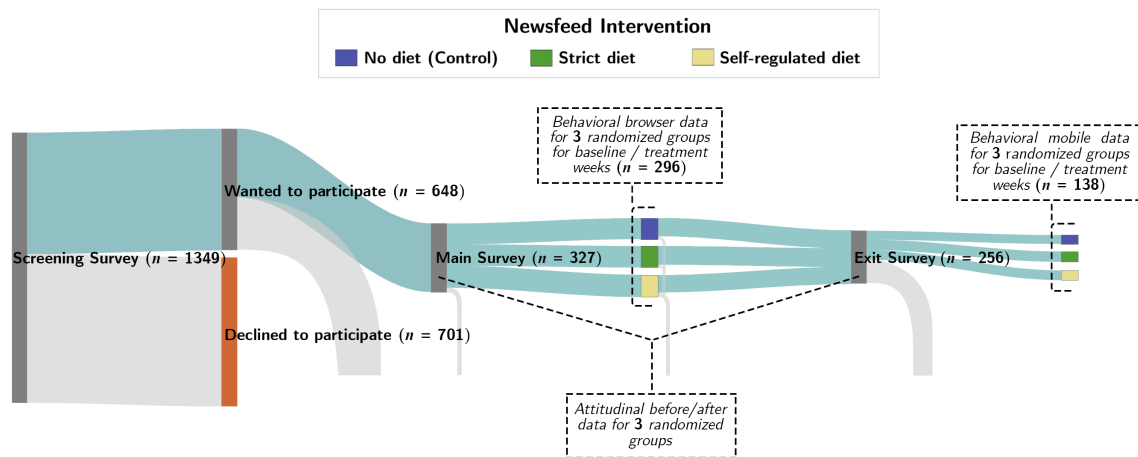 Newsfeed Intervention
No diet (Control)
Strict diet
Self-regulated diet
Behavioral browser data
for 3 randomized groups
for baseline / treatment
weeks (n = 296)
Behavioral mobile data
for 3 randomized groups
for baseline / treatment
weeks (n = 138)
Wanted to participate (n = 648)
Screening Survey (n = 1349)
Main Survey (n = 327)
Exit Survey (n = 256)
Declined to participate (n = 701)
Attitudinal before/after
data for 3 randomized
groups